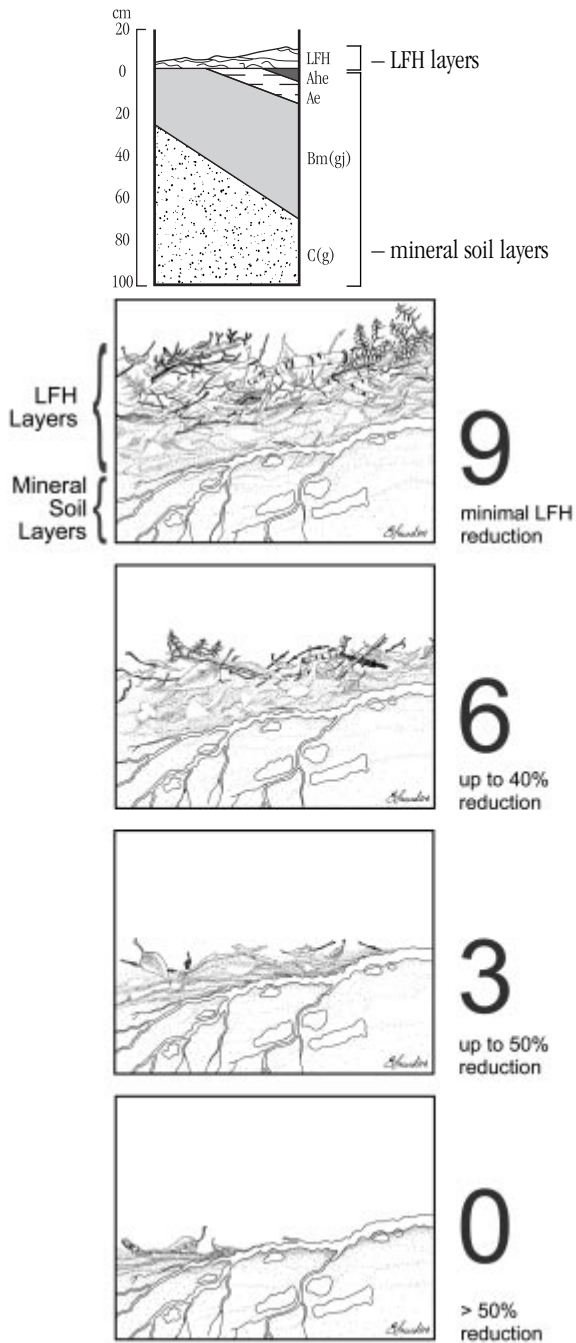 cm
20
0
20
40
60
80
100
LFH
Ahe
Ae
Bm(gj)
C(g)
– LFH layers
– mineral soil layers
LFH
Layers
Mineral
Soil
Layers
9
minimal LFH
reduction
6
up to 40%
reduction
3
up to 50%
reduction
0
> 50%
reduction